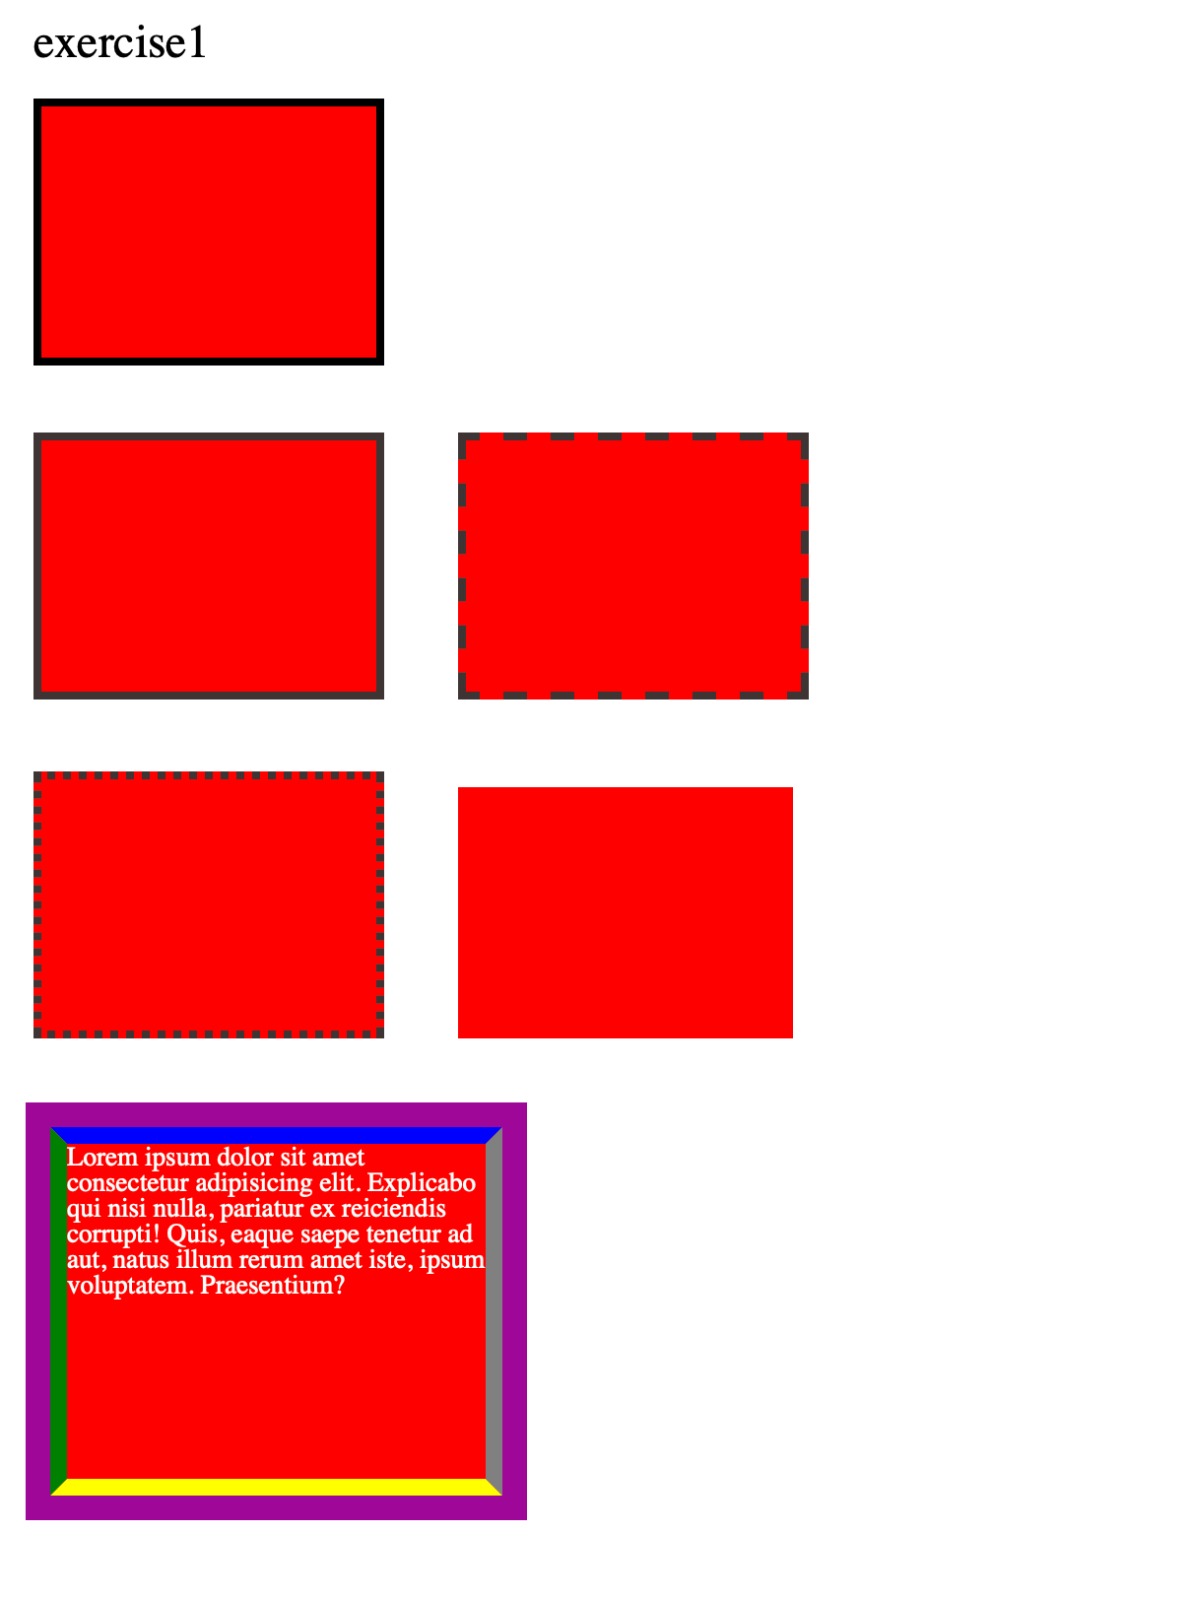 exercise1
Lorem ipsum dolor sit amet
consectetur adipisicing elit. Explicabo
qui nisi nulla, pariatur ex reiciendis
corrupti! Quis, eaque saepe tenetur ad
aut, natus illum rerum amet iste, ipsum
voluptatem. Praesentium?